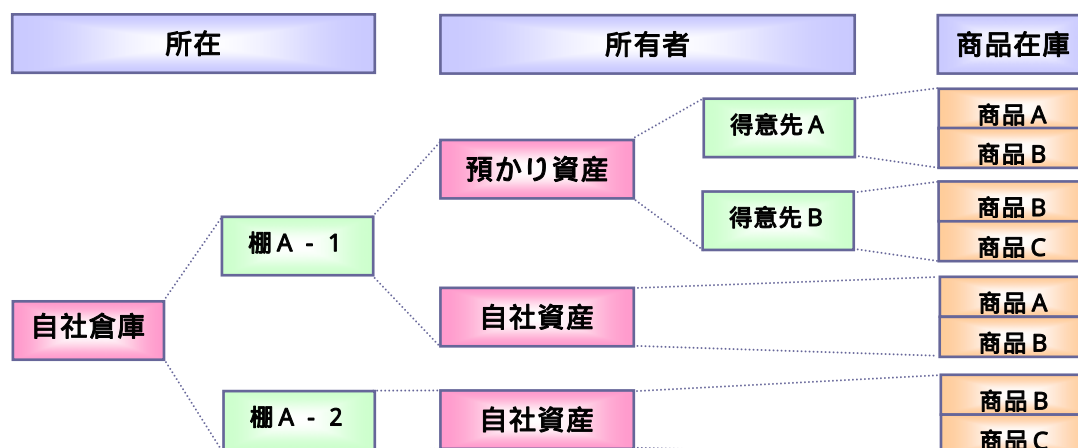 所在
所有者
商品在庫
得意先A
商品A
商品B
預かり資産
得意先B
商品B
商品C
棚A - 1
自社資産
商品A
商品B
自社倉庫
棚A - 2
自社資産
商品B
商品C